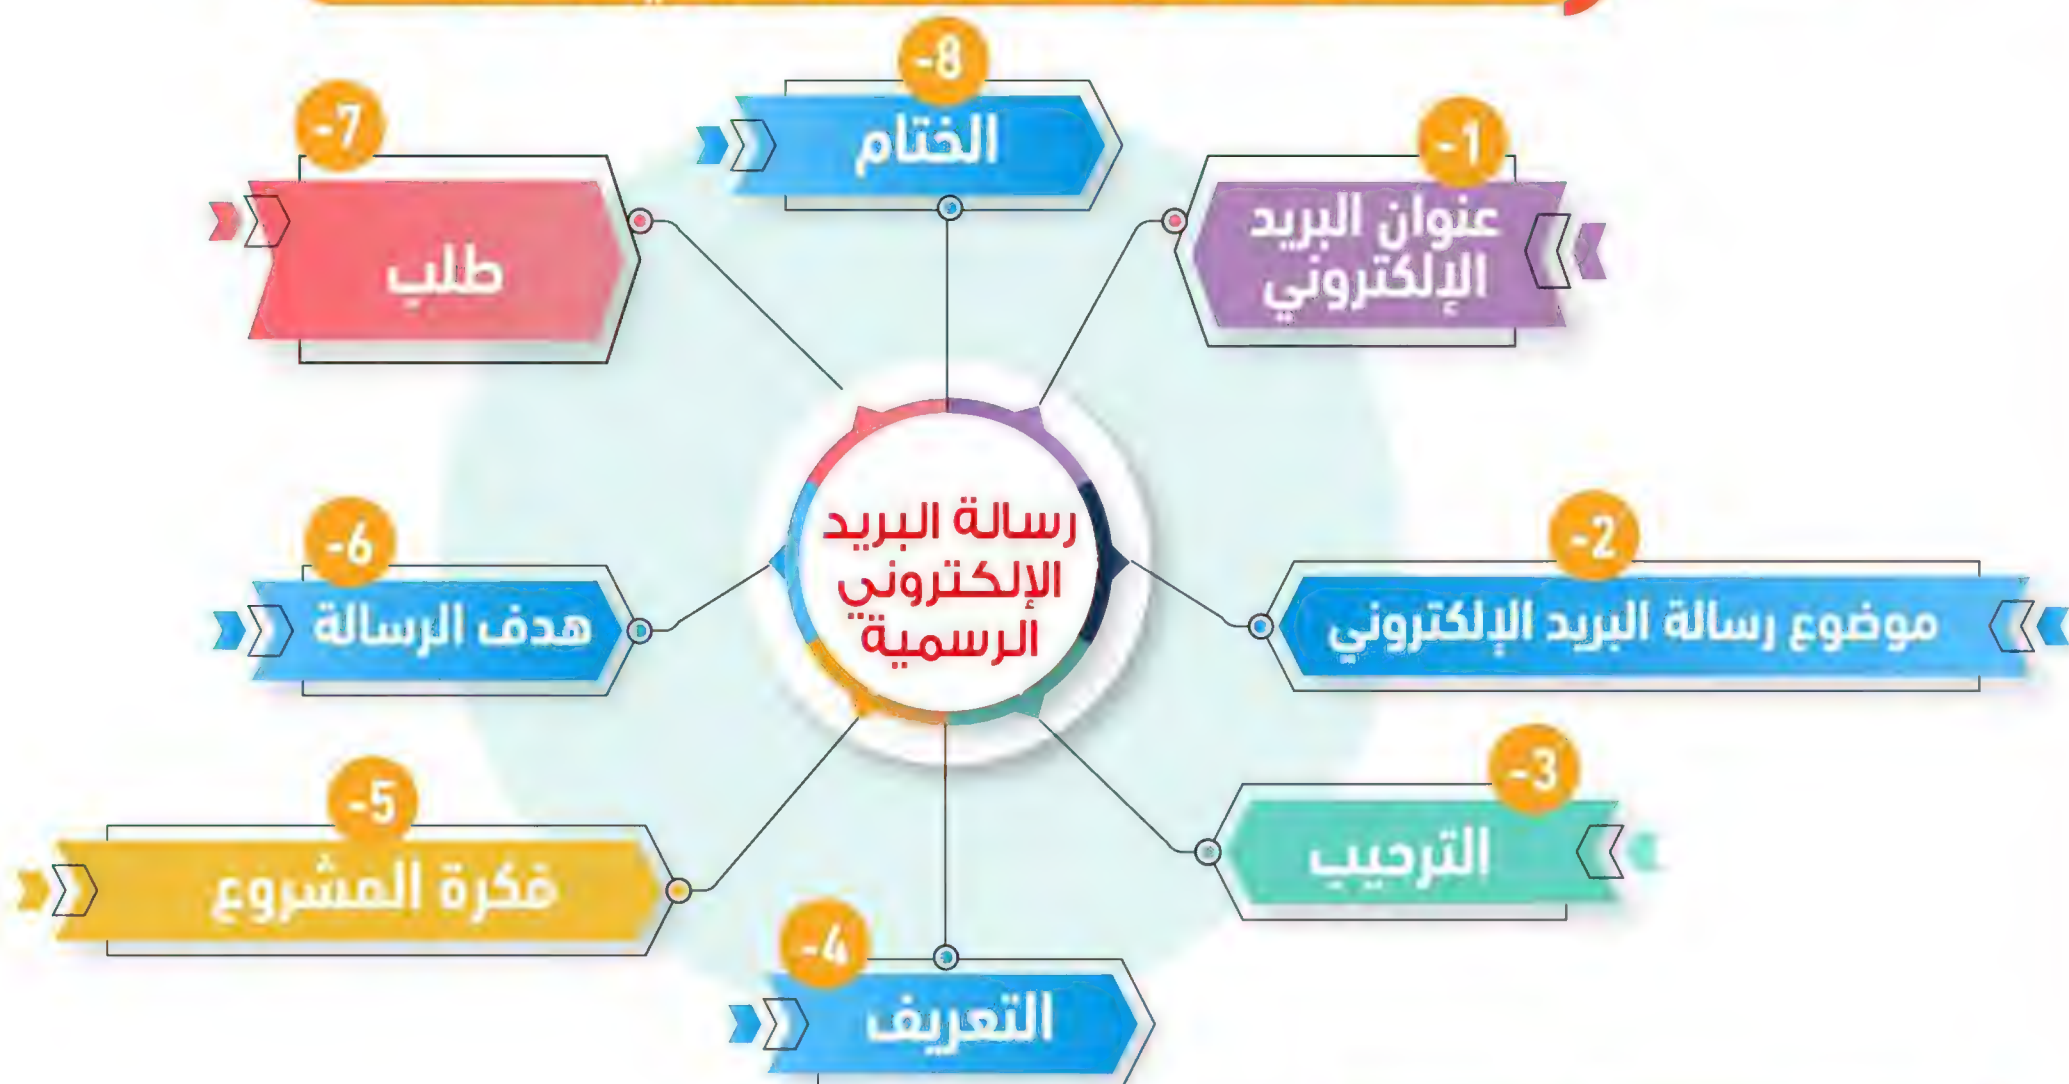 رسالة البريد
الإلكتروني
الرسمية
-1
عنوان البريد
الإلكتروني
-2
موضوع رسالة البريد الإلكتروني
-3
الترحيب
-4
التعريف
-5
فكرة المشروع
-6
هدف الرسالة
-7
طلب
-8
الختام